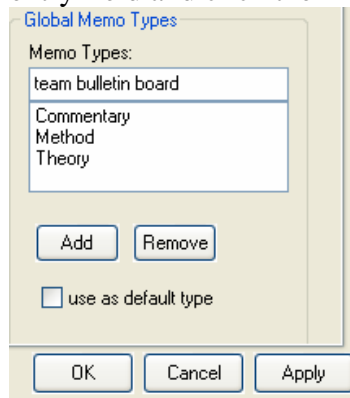 Global Memo Types
Memo Types:
team bulletin board
Commentary
Method
Theory
Add Remove
use as default type
OK Cancel Apply